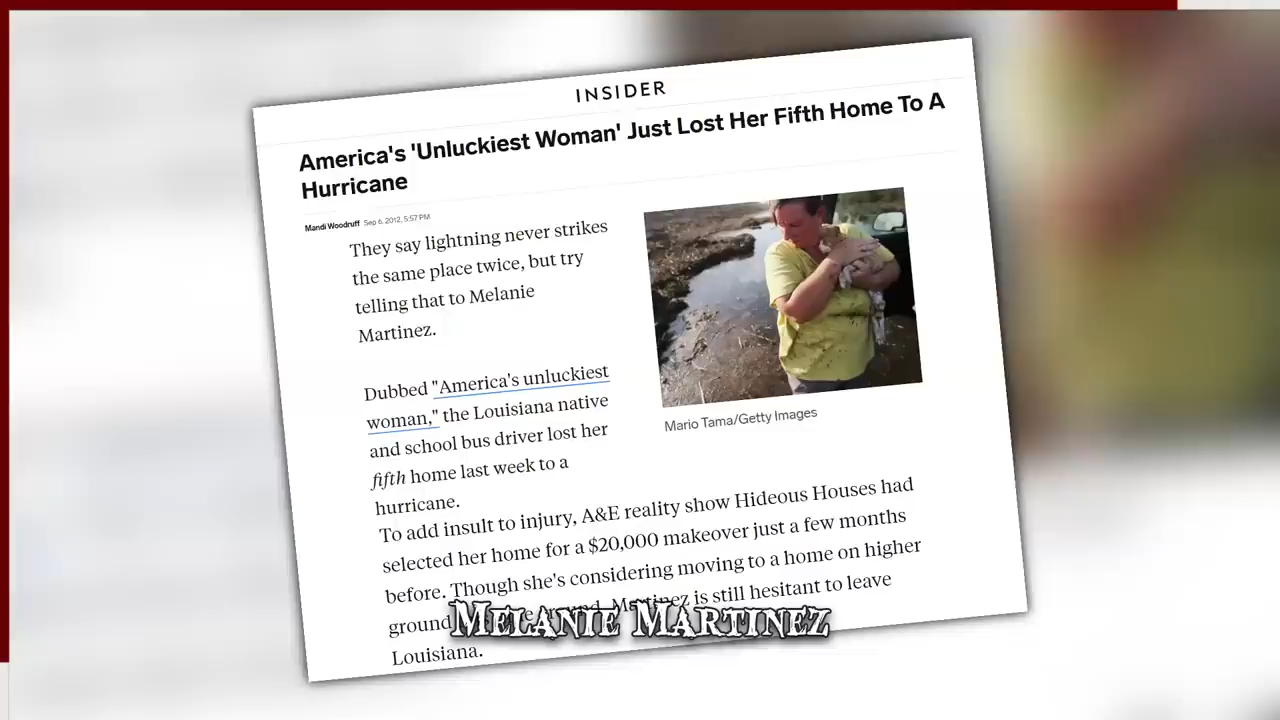 INSIDER
America's 'Unluckiest Woman' Just Lost Her Fifth Home To A
Hurricane
Mandi Woodruff Sep 6, 2012, 5:57 PM
They say lightning never strikes
the same place twice, but try
telling that to Melanie
Martinez.
Dubbed "America's unluckiest
woman," the Louisiana native
and school bus driver lost her
fifth home last week to a
hurricane.
Mario Tama/Getty Images
To add insult to injury, A&E reality show Hideous Houses had
selected her home for a $20,000 makeover just a few months
before. Though she's considering moving to a home on higher
ground Martinez is still hesitant to leave
Louisiana.
Melanie Martinez